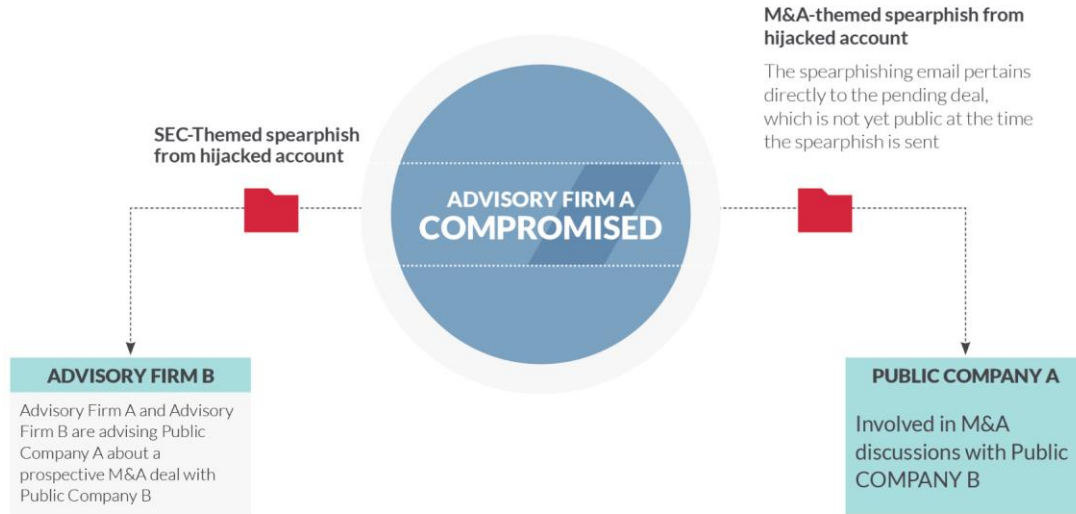 M&A-themed spearphish from
hijacked account
The spearphishing email pertains
directly to the pending deal,
which is not yet public at the time
the spearphish is sent
SEC-Themed spearphish
from hijacked account
ADVISORY FIRM A
COMPROMISED
ADVISORY FIRM B
Advisory Firm A and Advisory
Firm B are advising Public
Company A about a
prospective M&A deal with
Public Company B
PUBLIC COMPANY A
Involved in M&A
discussions with Public
COMPANY B